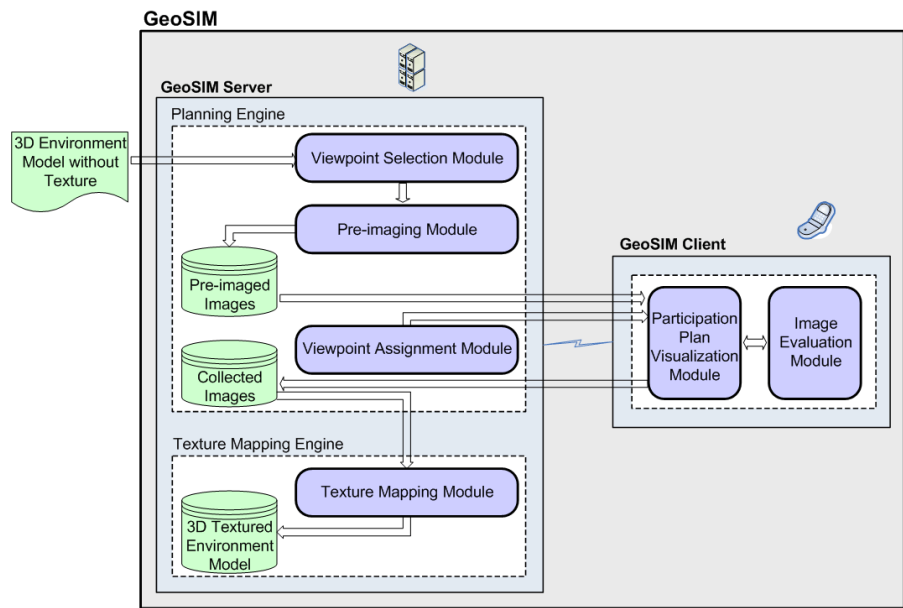 GeoSIM
GeoSIM Server
Planning Engine
3D Environment
Model without
Texture
Viewpoint Selection Module
Pre-imaging Module
Pre-imaged
Images
Viewpoint Assignment Module
Collected
Images
Texture Mapping Engine
Texture Mapping Module
3D Textured
Environment
Model
GeoSIM Client
Participation
Plan
Visualization
Module
Image
Evaluation
Module